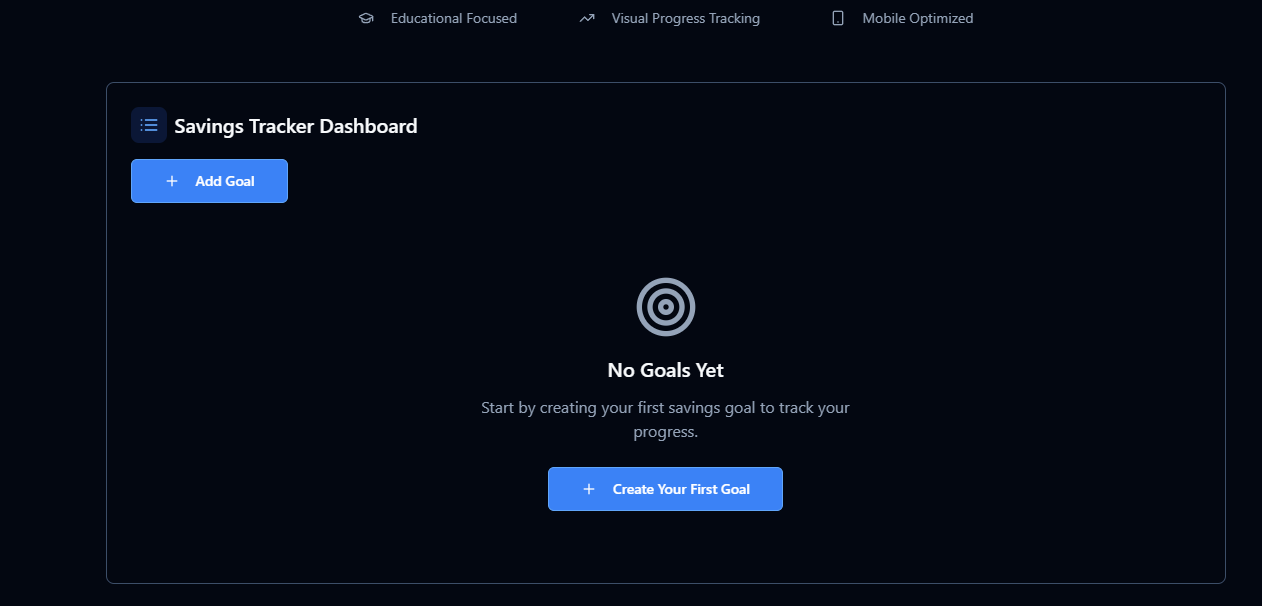 Educational Focused
Visual Progress Tracking
Mobile Optimized
Savings Tracker Dashboard
Add Goal
No Goals Yet
Start by creating your first savings goal to track your
progress.
Create Your First Goal